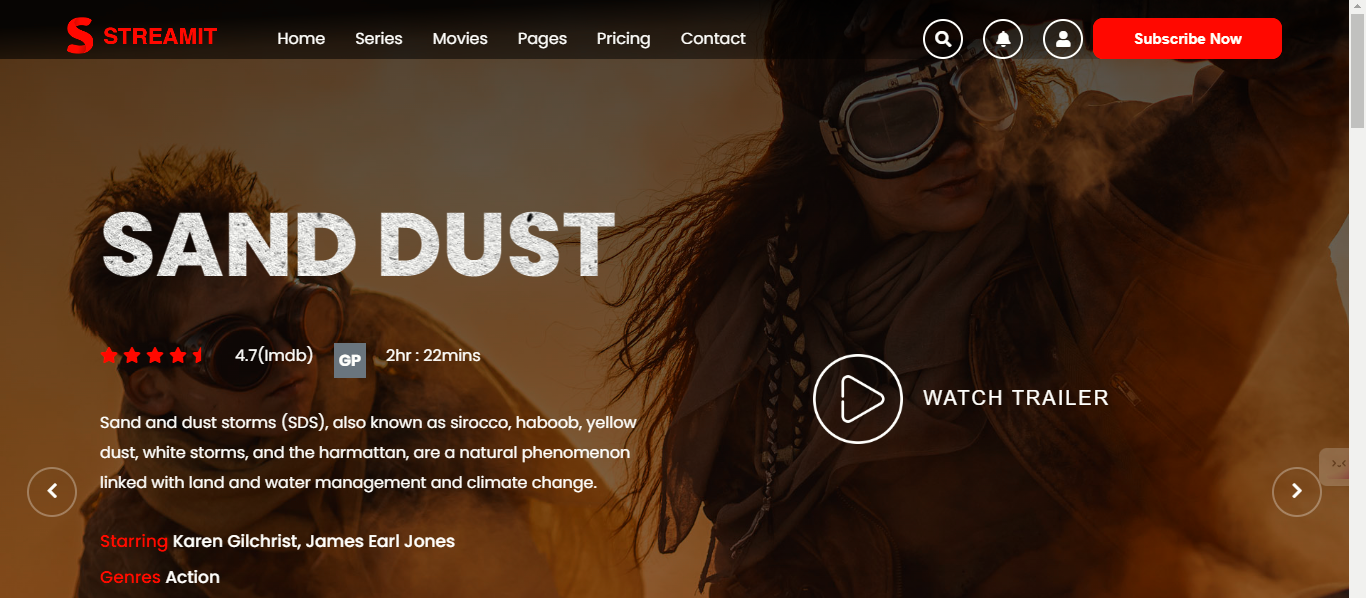 STREAMIT
Home Series Movies Pages Pricing Contact
Subscribe Now
SAND DUST
4.7(Imdb) GP 2hr : 22mins
WATCH TRAILER
Sand and dust storms (SDS), also known as sirocco, haboob, yellow
dust, white storms, and the harmattan, are a natural phenomenon
linked with land and water management and climate change.
Starring Karen Gilchrist, James Earl Jones
Genres Action